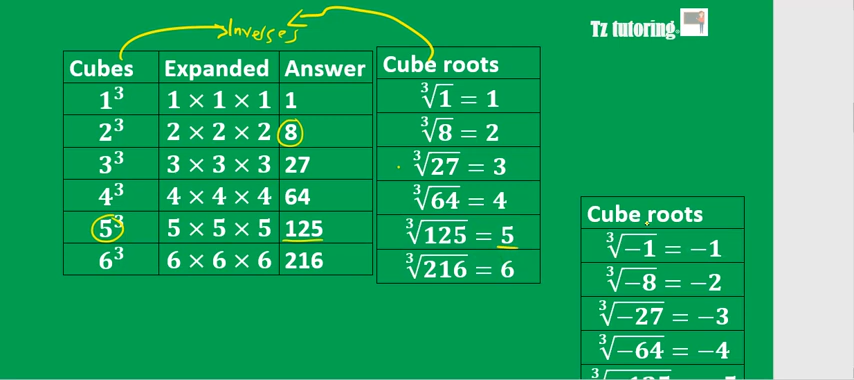 Inverses
Tz tutoring
Cubes Expanded Answer
1³ 1 × 1 × 1 1
2³ 2 × 2 × 2 8
3³ 3 × 3 × 3 27
4³ 4 × 4 × 4 64
5³ 5 × 5 × 5 125
6³ 6 × 6 × 6 216
Cube roots
∛1 = 1
∛8 = 2
∛27 = 3
∛64 = 4
∛125 = 5
∛216 = 6
Cube roots
∛-1 = -1
∛-8 = -2
∛-27 = -3
∛-64 = -4